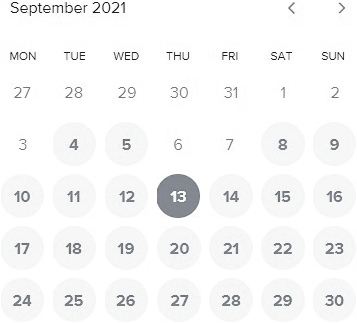 September 2021
MON TUE WED THU FRI SAT SUN
27 28 29 30 31 1 2
3 4 5 6 7 8 9
10 11 12 13 14 15 16
17 18 19 20 21 22 23
24 25 26 27 28 29 30